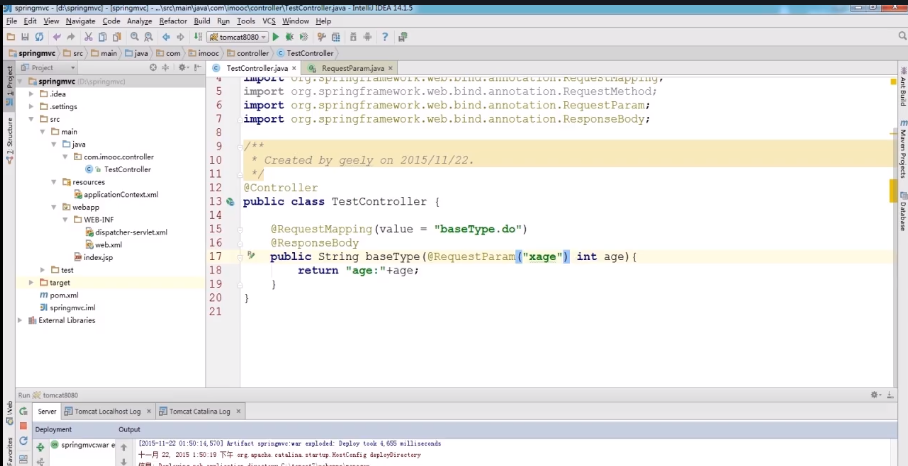 springmvc - [d:\springmvc] - [springmvc] - ...\src\main\java\com\imooc\controller\TestController.java - IntelliJ IDEA 14.1.5
File Edit View Navigate Code Analyze Refactor Build Run Tools VCS Window Help
tomcat8080
springmvc src main java com imooc controller TestController
Project
TestController.java RequestParam.java
springmvc (D:\springmvc)
.idea
.settings
src
main
java
com.imooc.controller
TestController
resources
applicationContext.xml
webapp
WEB-INF
dispatcher-servlet.xml
web.xml
index.jsp
test
target
pom.xml
springmvc.iml
External Libraries
4 import org.springframework.web.bind.annotation.RequestMapping;
5 import org.springframework.web.bind.annotation.RequestMethod;
6 import org.springframework.web.bind.annotation.RequestParam;
7 import org.springframework.web.bind.annotation.ResponseBody;
8
9 /**
10 * Created by geely on 2015/11/22.
11 */
12 @Controller
13 public class TestController {
14
15 @RequestMapping(value = "baseType.do")
16 @ResponseBody
17 public String baseType(@RequestParam("xage") int age){
18 return "age:"+age;
19 }
20 }
21
1: Project
7: Structure
Web
Favorites
Ant Build
Maven Projects
Database
Run tomcat8080
Server Tomcat Localhost Log Tomcat Catalina Log
Deployment Output
springmvc:war e
[2015-11-22 01:50:14,570] Artifact springmvc:war exploded: Deploy took 4,655 milliseconds
十一月 22, 2015 1:50:19 下午 org.apache.catalina.startup.HostConfig deployDirectory